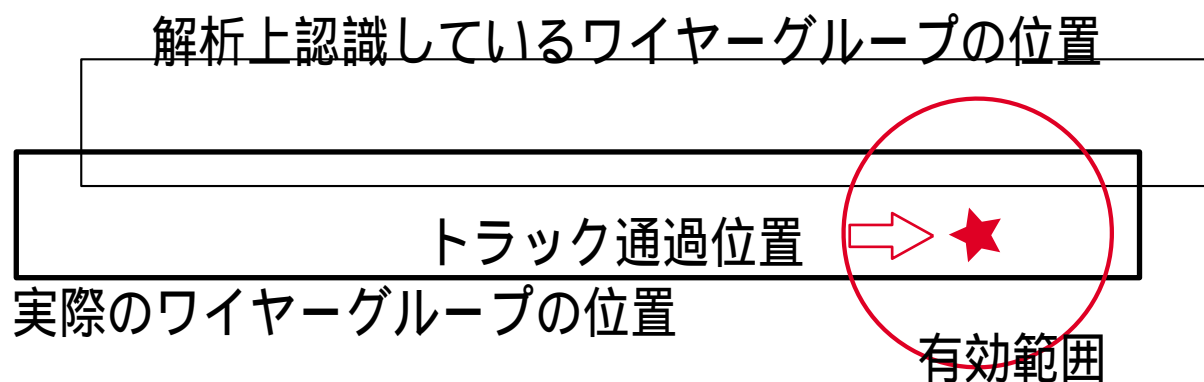 解析上認識しているワイヤーグループの位置
トラック通過位置
実際のワイヤーグループの位置
有効範囲